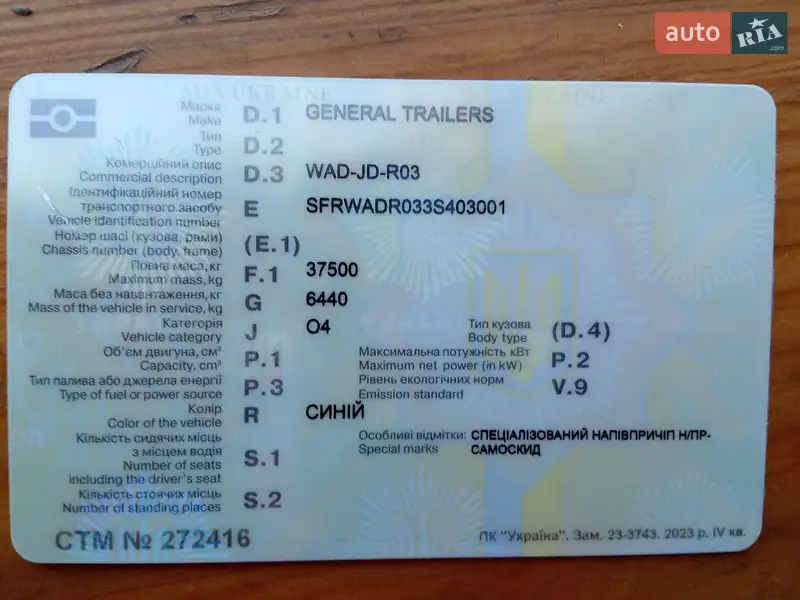 auto RIA .com
MIA UKRAINE
Марка
Make D.1 GENERAL TRAILERS
Тип
Type D.2
Комерційний опис
Commercial description D.3 WAD-JD-R03
Ідентифікаційний номер
транспортного засобу
Vehicle identification number E SFRWADR033S403001
Номер шасі (кузова, рами)
Chassis number (body, frame) (E.1)
Повна маса, кг
Maximum mass, kg F.1 37500
Маса без навантаження, кг
Mass of the vehicle in service, kg G 6440
Категорія
Vehicle category J O4
Тип кузова
Body type (D.4)
Об'єм двигуна, см³
Capacity, cm³ P.1
Максимальна потужність кВт
Maximum net power (in kW) P.2
Тип палива або джерела енергії
Type of fuel or power source P.3
Рівень екологічних норм
Emission standard V.9
Колір
Color of the vehicle R СИНІЙ
Особливі відмітки: СПЕЦІАЛІЗОВАНИЙ НАПІВПРИЧІП Н/ПР-
Special marks САМОСКИД
Кількість сидячих місць
з місцем водія
Number of seats
including the driver's seat S.1
Кількість стоячих місць
Number of standing places S.2
СТМ № 272416
ПК "Україна". Зам. 23-3743. 2023 р. IV кв.